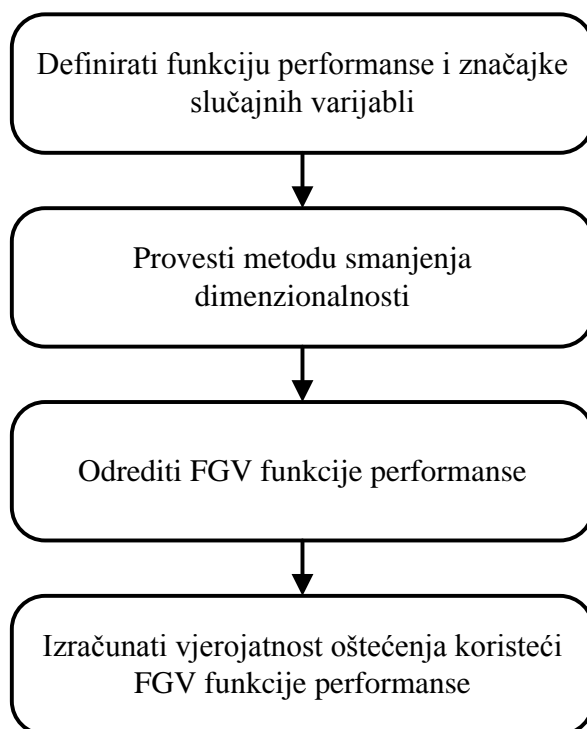 Definirati funkciju performanse i značajke
slučajnih varijabli
Provesti metodu smanjenja
dimenzionalnosti
Odrediti FGV funkcije performanse
Izračunati vjerojatnost oštećenja koristeći
FGV funkcije performanse